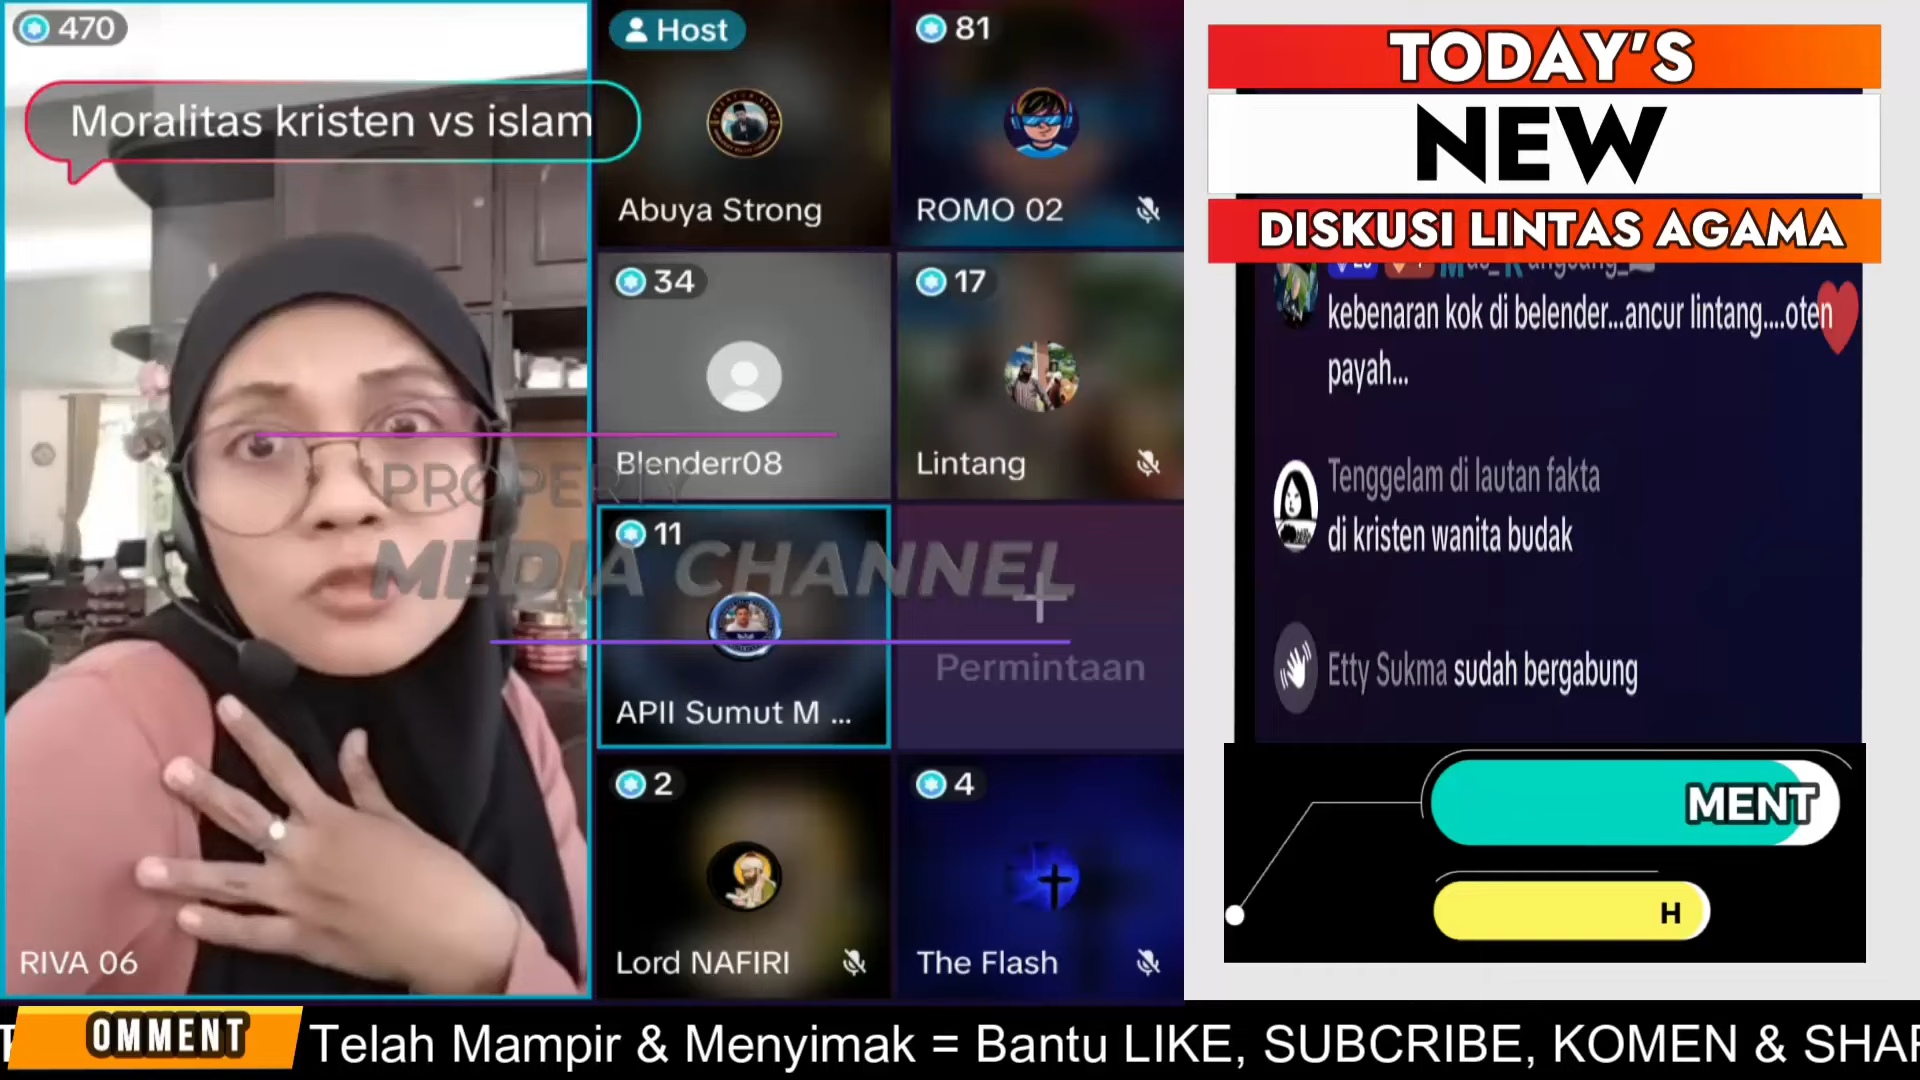 470
Moralitas kristen vs islam
RIVA 06
Host
Abuya Strong
81
ROMO 02
34
Blenderr08
17
Lintang
11
APII Sumut M ...
Permintaan
2
Lord NAFIRI
4
The Flash
PROPERTY
MEDIA CHANNEL
TODAY'S
NEW
DISKUSI LINTAS AGAMA
kebenaran kok di belender...ancur lintang....oten
payah...
Tenggelam di lautan fakta
di kristen wanita budak
Etty Sukma sudah bergabung
MENT
H
OMMENT
Telah Mampir & Menyimak = Bantu LIKE, SUBCRIBE, KOMEN & SHAR